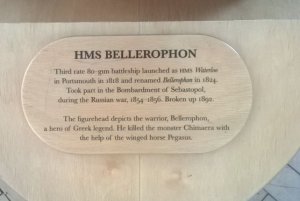 HMS BELLEROPHON
Third rate 80-gun battleship launched as HMS Waterloo
in Portsmouth in 1818 and renamed Bellerophon in 1824.
Took part in the Bombardment of Sebastopol,
during the Russian war, 1854-1856. Broken up 1892.
The figurehead depicts the warrior, Bellerophon,
a hero of Greek legend. He killed the monster Chimaera with
the help of the winged horse Pegasus.